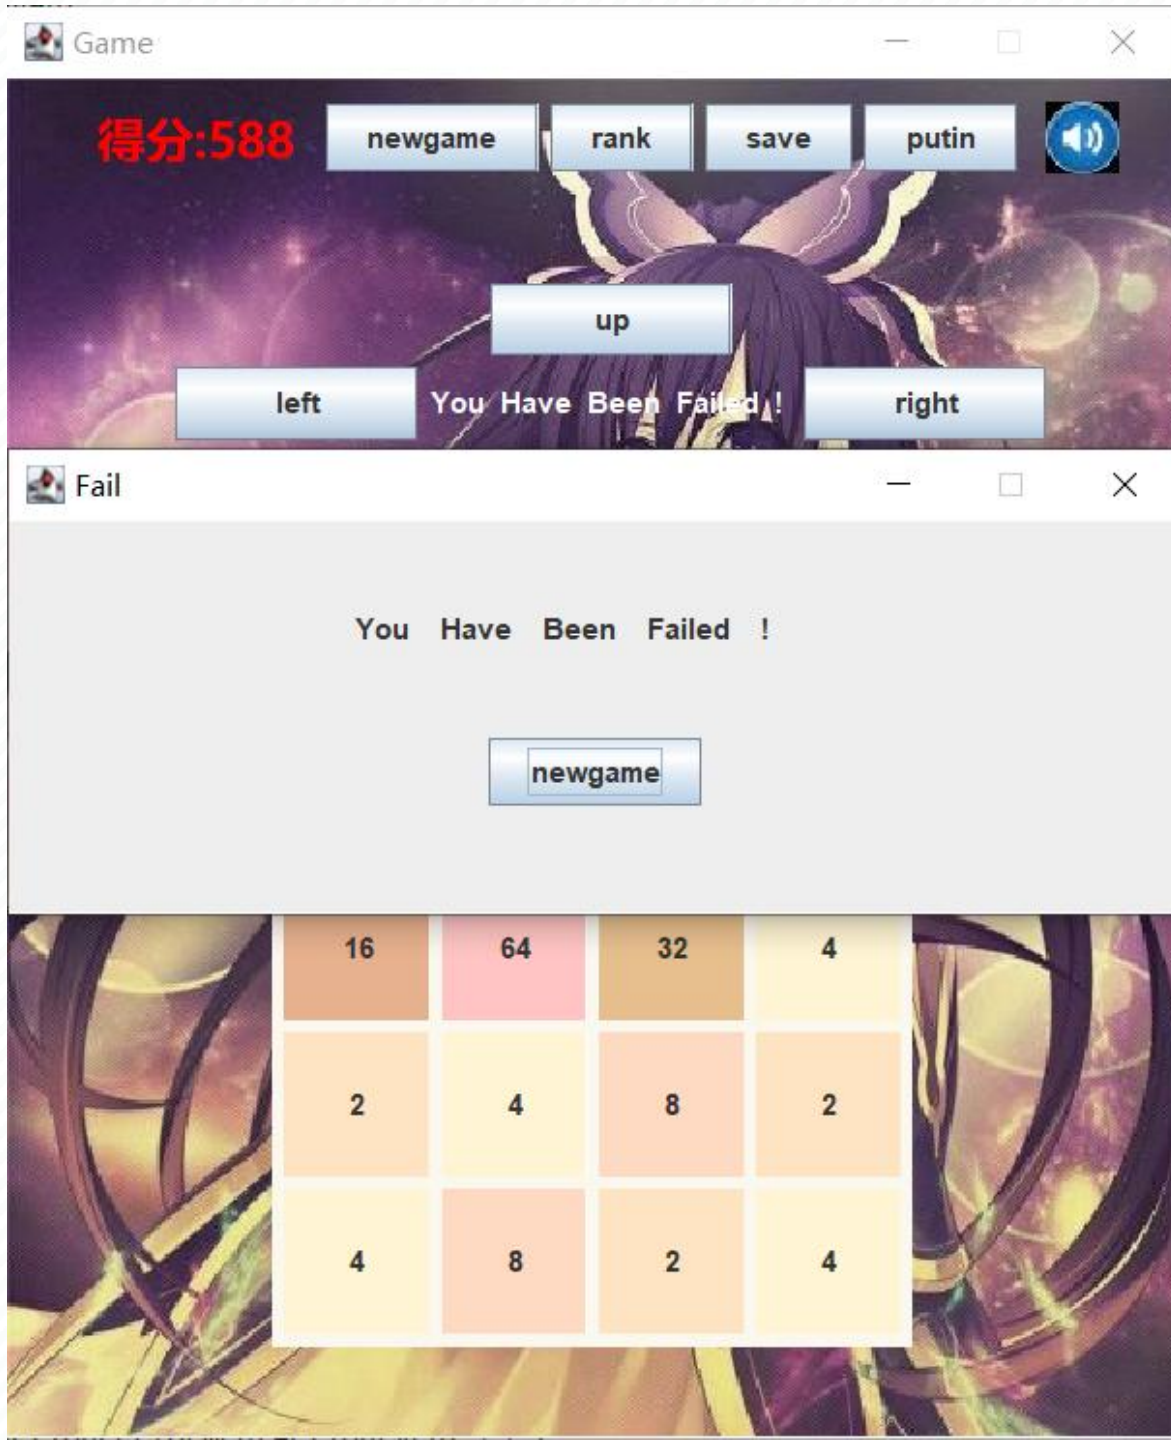 Game
得分:588 newgame rank save putin
up
left You Have Been Failed ! right
Fail
You Have Been Failed !
newgame
16 64 32 4
2 4 8 2
4 8 2 4